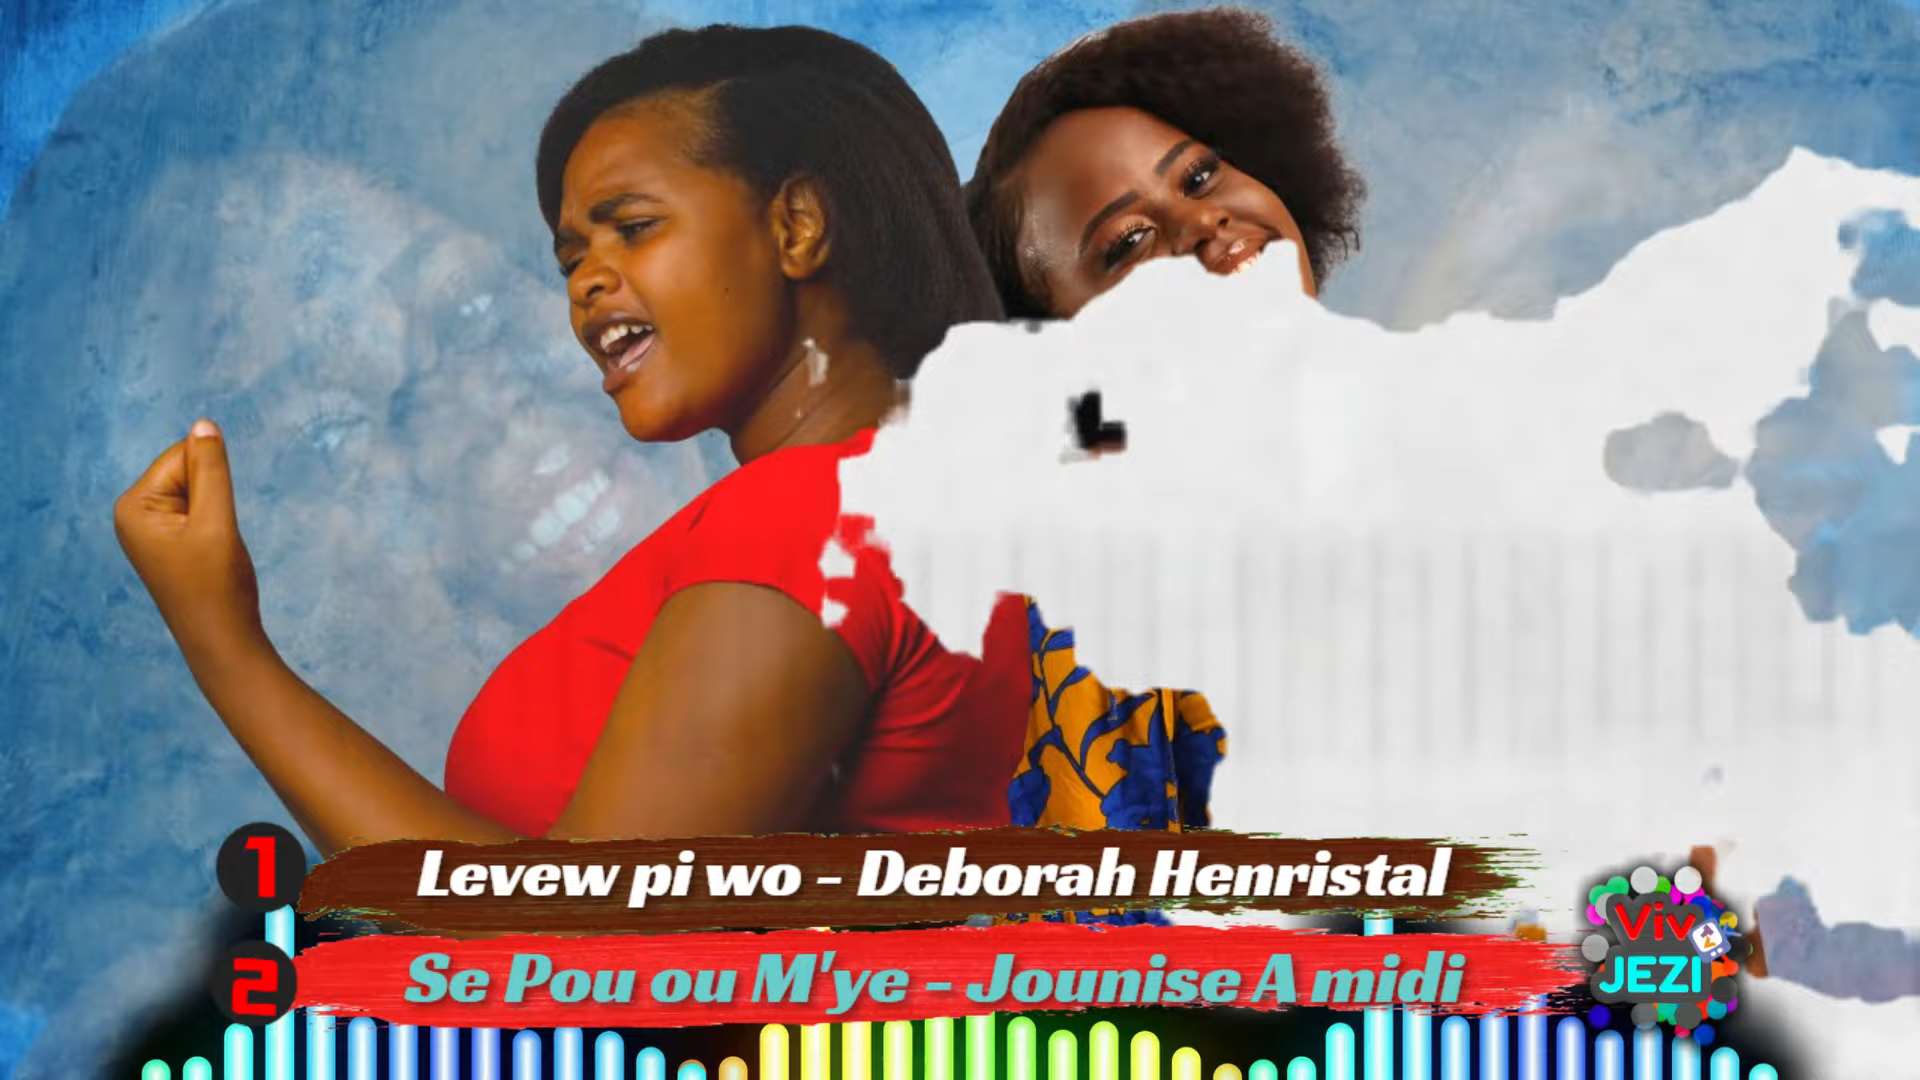 1
Levew pi wo - Deborah Henristal
2
Se Pou ou M'ye - Jounise A midi
Viv
JEZI